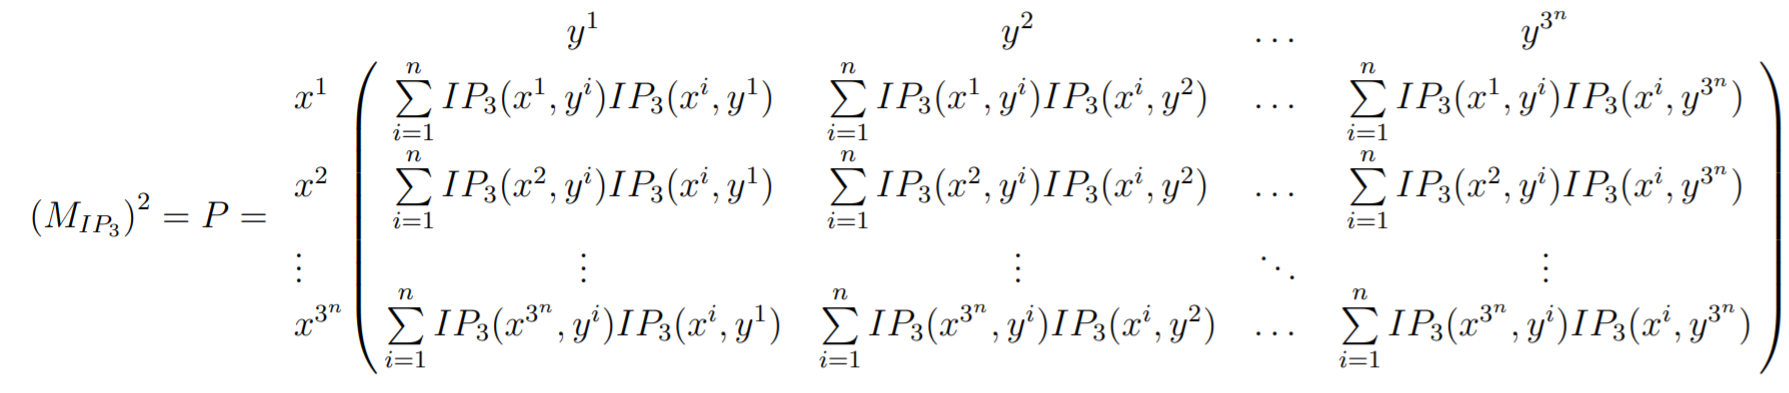 y^1 y^2 … y^{3^n}
x^1 \sum_{i=1}^{n} IP_3(x^1, y^i)IP_3(x^i, y^1) \sum_{i=1}^{n} IP_3(x^1, y^i)IP_3(x^i, y^2) … \sum_{i=1}^{n} IP_3(x^1, y^i)IP_3(x^i, y^{3^n})
x^2 \sum_{i=1}^{n} IP_3(x^2, y^i)IP_3(x^i, y^1) \sum_{i=1}^{n} IP_3(x^2, y^i)IP_3(x^i, y^2) … \sum_{i=1}^{n} IP_3(x^2, y^i)IP_3(x^i, y^{3^n})
(M_{IP_3})^2 = P =
⋮ ⋮ ⋮ ⋱ ⋮
x^{3^n} \sum_{i=1}^{n} IP_3(x^{3^n}, y^i)IP_3(x^i, y^1) \sum_{i=1}^{n} IP_3(x^{3^n}, y^i)IP_3(x^i, y^2) … \sum_{i=1}^{n} IP_3(x^{3^n}, y^i)IP_3(x^i, y^{3^n})